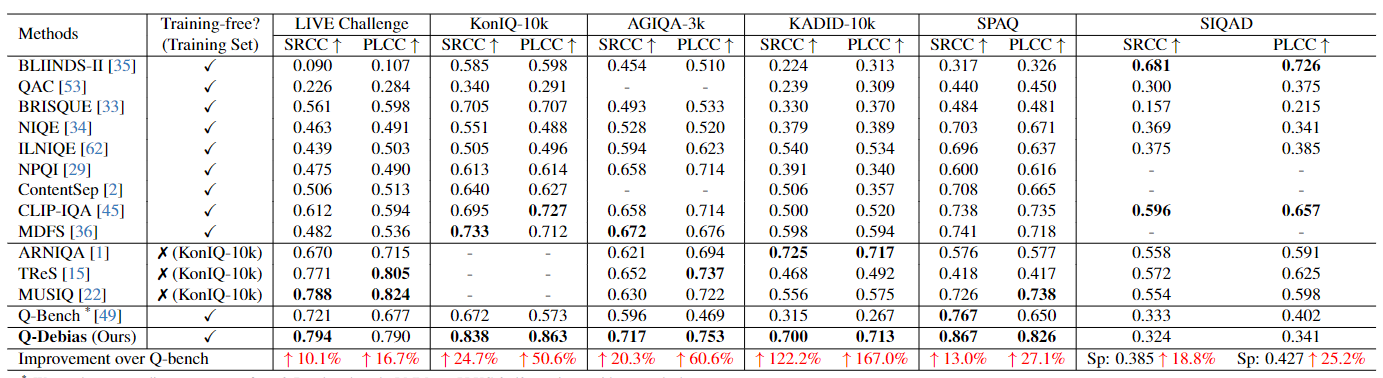 Methods Training-free? (Training Set) LIVE Challenge KonIQ-10k AGIQA-3k KADID-10k SPAQ SIQAD
SRCC ↑ PLCC ↑ SRCC ↑ PLCC ↑ SRCC ↑ PLCC ↑ SRCC ↑ PLCC ↑ SRCC ↑ PLCC ↑ SRCC ↑ PLCC ↑
BLIINDS-II [35] ✓ 0.090 0.107 0.585 0.598 0.454 0.510 0.224 0.313 0.317 0.326 0.681 0.726
QAC [53] ✓ 0.226 0.284 0.340 0.291 - - 0.239 0.309 0.440 0.450 0.300 0.375
BRISQUE [33] ✓ 0.561 0.598 0.705 0.707 0.493 0.533 0.330 0.370 0.484 0.481 0.157 0.215
NIQE [34] ✓ 0.463 0.491 0.551 0.488 0.528 0.520 0.379 0.389 0.703 0.671 0.369 0.341
ILNIQE [62] ✓ 0.439 0.503 0.505 0.496 0.594 0.623 0.540 0.534 0.696 0.637 0.375 0.385
NPQI [29] ✓ 0.475 0.490 0.613 0.614 0.658 0.714 0.391 0.340 0.600 0.616 - -
ContentSep [2] ✓ 0.506 0.513 0.640 0.627 - - 0.506 0.357 0.708 0.665 - -
CLIP-IQA [45] ✓ 0.612 0.594 0.695 0.727 0.658 0.714 0.500 0.520 0.738 0.735 0.596 0.657
MDFS [36] ✓ 0.482 0.536 0.733 0.712 0.672 0.676 0.598 0.594 0.741 0.718 - -
ARNIQA [1] ✗ (KonIQ-10k) 0.670 0.715 - - 0.621 0.694 0.725 0.717 0.576 0.577 0.558 0.591
TReS [15] ✗ (KonIQ-10k) 0.771 0.805 - - 0.652 0.737 0.468 0.492 0.418 0.417 0.572 0.625
MUSIQ [22] ✗ (KonIQ-10k) 0.788 0.824 - - 0.630 0.722 0.556 0.575 0.726 0.738 0.554 0.598
Q-Bench * [49] ✓ 0.721 0.677 0.672 0.573 0.596 0.469 0.315 0.267 0.767 0.650 0.333 0.402
Q-Debias (Ours) ✓ 0.794 0.790 0.838 0.863 0.717 0.753 0.700 0.713 0.867 0.826 0.324 0.341
Improvement over Q-bench ↑ 10.1% ↑ 16.7% ↑ 24.7% ↑ 50.6% ↑ 20.3% ↑ 60.6% ↑ 122.2% ↑ 167.0% ↑ 13.0% ↑ 27.1% Sp: 0.385 ↑ 18.8% Sp: 0.427 ↑ 25.2%